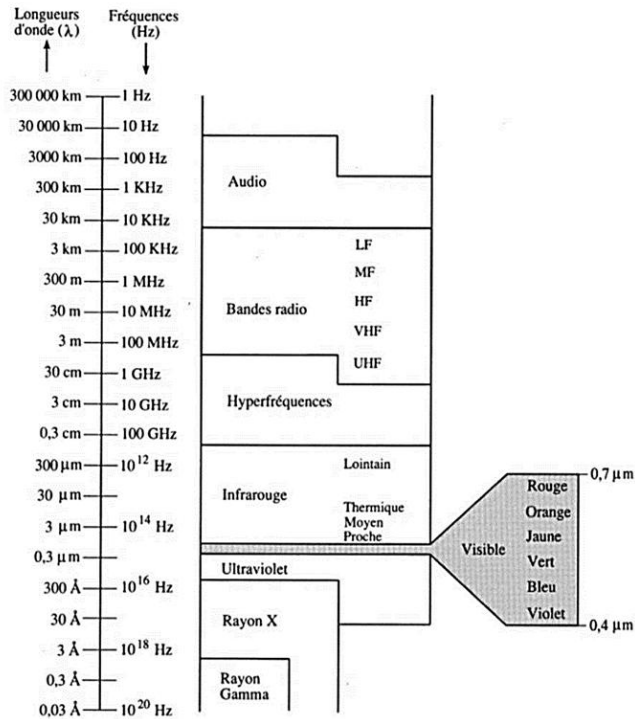 Longueurs
d'onde (λ)
Fréquences
(Hz)
300 000 km 1 Hz
30 000 km 10 Hz
3000 km 100 Hz
300 km 1 KHz
30 km 10 KHz
3 km 100 KHz
300 m 1 MHz
30 m 10 MHz
3 m 100 MHz
30 cm 1 GHz
3 cm 10 GHz
0,3 cm 100 GHz
300 μm 10¹² Hz
30 μm
3 μm 10¹⁴ Hz
0,3 μm
300 Å 10¹⁶ Hz
30 Å
3 Å 10¹⁸ Hz
0,3 Å
0,03 Å 10²⁰ Hz
Audio
Bandes radio
LF
MF
HF
VHF
UHF
Hyperfréquences
Infrarouge
Lointain
Thermique
Moyen
Proche
Ultraviolet
Rayon X
Rayon
Gamma
Visible
0,7 μm
Rouge
Orange
Jaune
Vert
Bleu
Violet
0,4 μm